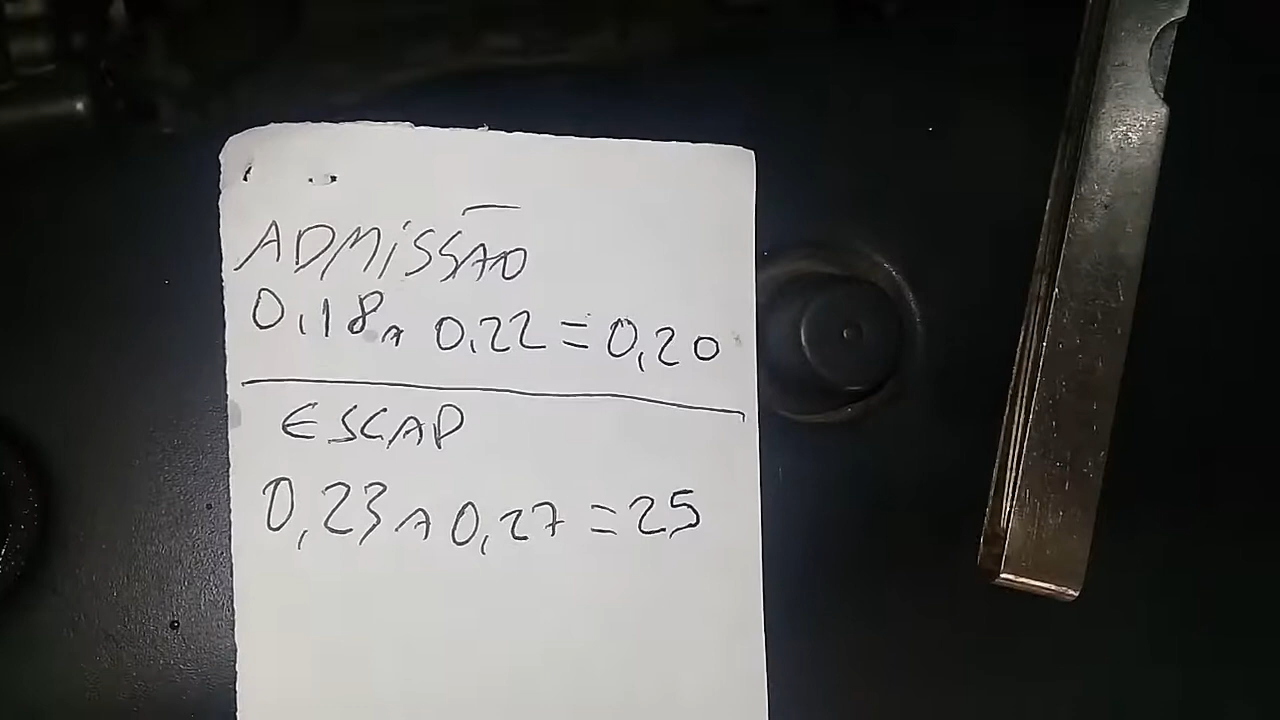 ADMiSSÃO
0,18 A 0,22 = 0,20
ESCAP
0,23 A 0,27 = 25